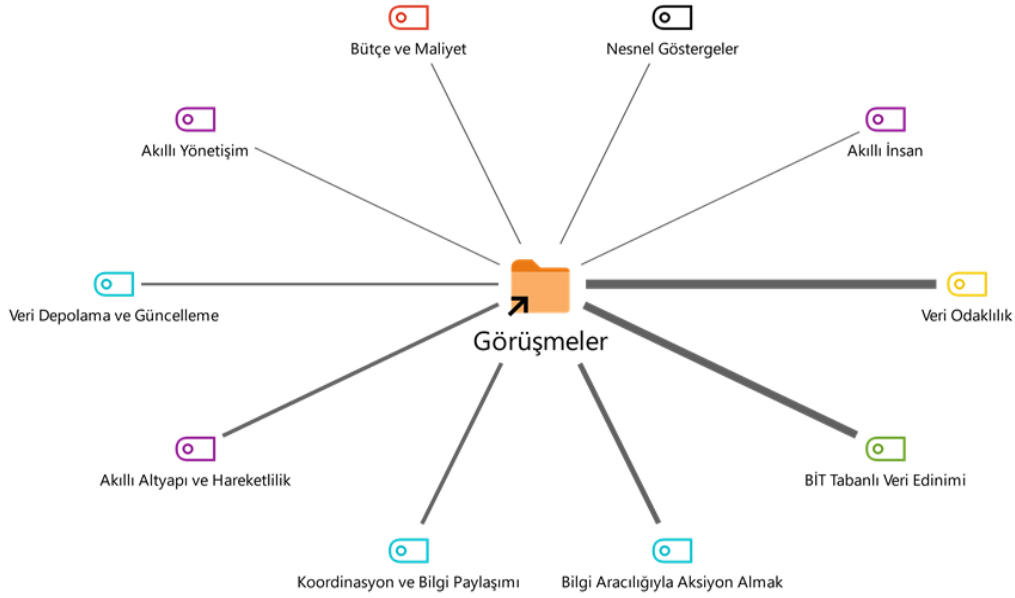 Bütçe ve Maliyet
Nesnel Göstergeler
Akıllı Yönetişim
Akıllı İnsan
Veri Depolama ve Güncelleme
Veri Odaklılık
Görüşmeler
Akıllı Altyapı ve Hareketlilik
BİT Tabanlı Veri Edinimi
Koordinasyon ve Bilgi Paylaşımı
Bilgi Aracılığıyla Aksiyon Almak